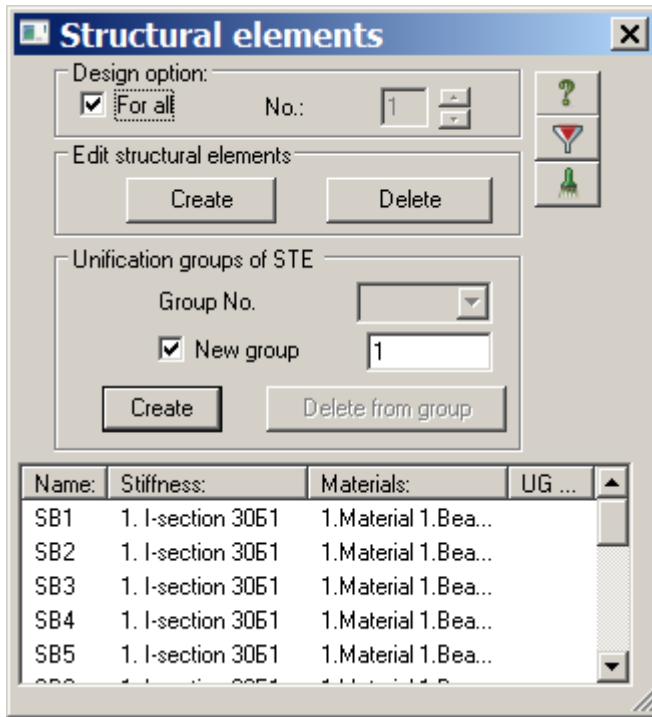 Structural elements
Design option:
For all No.: 1
?
Edit structural elements
Create Delete
Unification groups of STE
Group No.
New group 1
Create Delete from group
Name: Stiffness: Materials: UG ...
SB1 1. I-section 30Б1 1.Material 1.Bea...
SB2 1. I-section 30Б1 1.Material 1.Bea...
SB3 1. I-section 30Б1 1.Material 1.Bea...
SB4 1. I-section 30Б1 1.Material 1.Bea...
SB5 1. I-section 30Б1 1.Material 1.Bea...